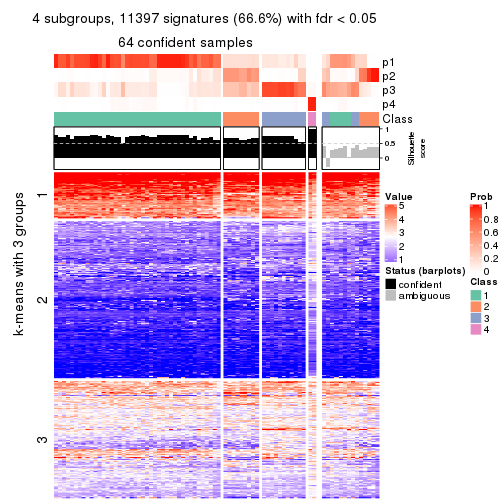 4 subgroups, 11397 signatures (66.6%) with fdr < 0.05
64 confident samples
p1
p2
p3
p4
Class
1
0.5
0
Silhouette
score
k-means with 3 groups
1
2
3
Value
5
4
3
2
1
Status (barplots)
confident
ambiguous
Prob
1
0.8
0.6
0.4
0.2
0
Class
1
2
3
4